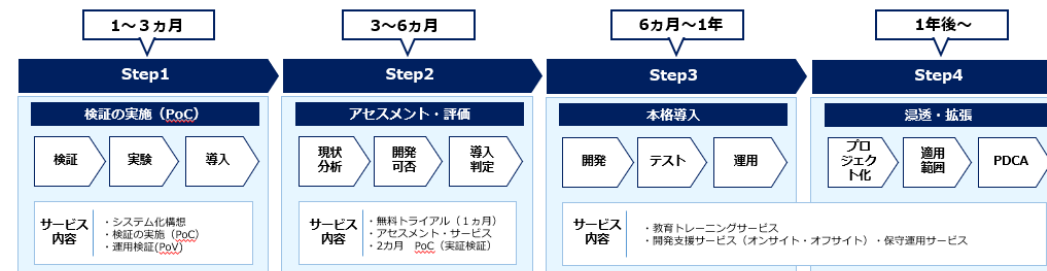 1～3ヵ月
3～6カ月
6カ月～1年
1年後～
Step1
Step2
Step3
Step4
検証の実施（PoC）
アセスメント・評価
本格導入
浸透・拡張
検証
実験
導入
現状
分析
開発
可否
導入
判定
開発
テスト
運用
プロ
ジェク
ト化
適用
範囲
PDCA
サービス
内容
・システム化構想
・検証の実施（PoC）
・運用検証(PoV)
サービス
内容
・無料トライアル（1ヵ月）
・アセスメント・サービス
・2カ月　PoC（実証検証）
サービス
内容
・教育トレーニングサービス
・開発支援サービス（オンサイト・オフサイト）・保守運用サービス